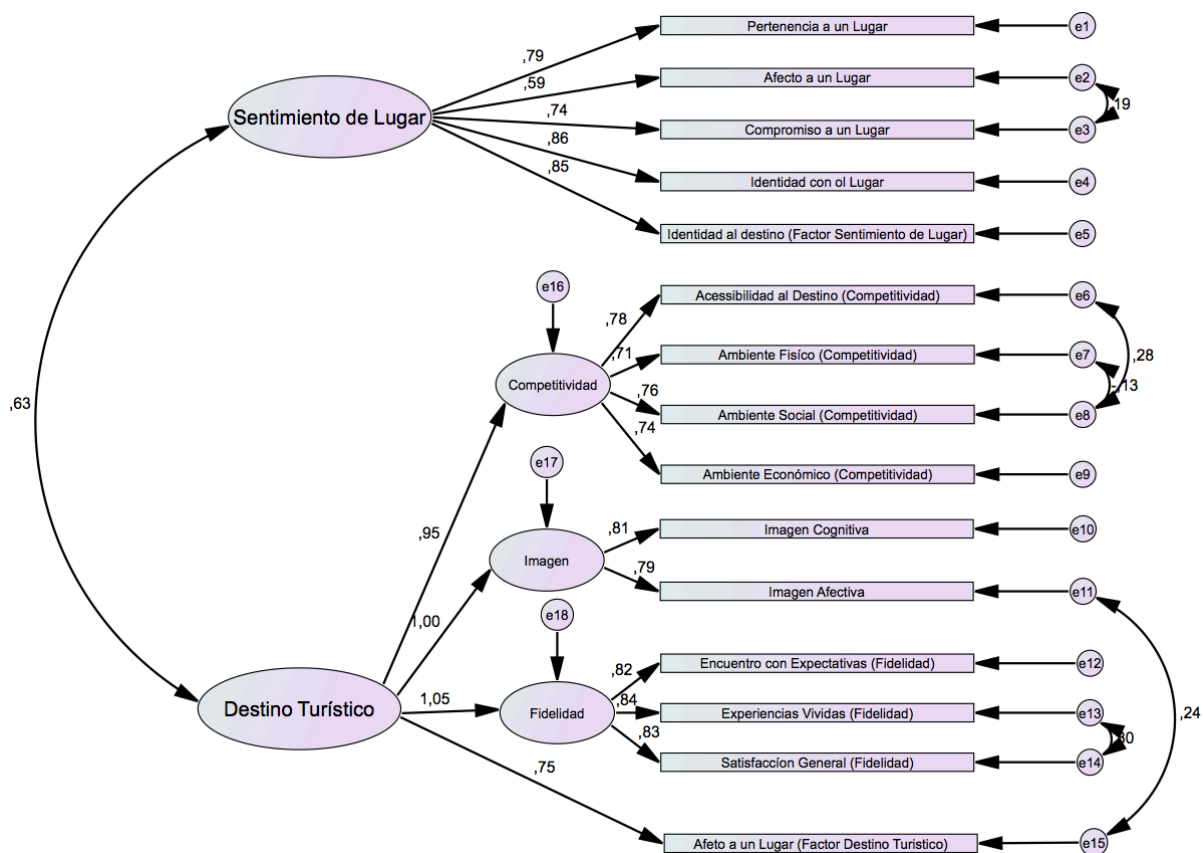 Pertenencia a un Lugar
e1
,79
Afecto a un Lugar
e2
,59
Sentimiento de Lugar
,19
,74
Compromiso a un Lugar
e3
,86
Identidad con ol Lugar
e4
,85
Identidad al destino (Factor Sentimiento de Lugar)
e5
e16
Acessibilidad al Destino (Competitividad)
e6
,78
,71
Ambiente Fisíco (Competitividad)
e7
,28
Competitividad
-,13
,76
Ambiente Social (Competitividad)
e8
,63
,74
e17
Ambiente Económico (Competitividad)
e9
,95
,81
Imagen Cognitiva
e10
Imagen
,79
Imagen Afectiva
e11
e18
1,00
,82
Encuentro con Expectativas (Fidelidad)
e12
1,05
,84
Destino Turístico
Fidelidad
Experiencias Vividas (Fidelidad)
e13
,24
,83
,30
Satisfaccíon General (Fidelidad)
e14
,75
Afeto a un Lugar (Factor Destino Turistico)
e15